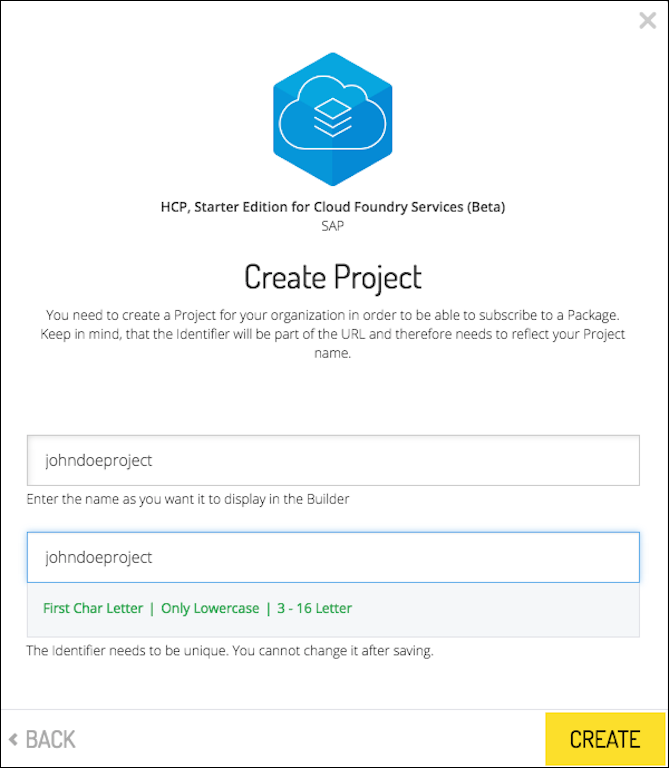 HCP, Starter Edition for Cloud Foundry Services (Beta)
SAP
Create Project
You need to create a Project for your organization in order to be able to subscribe to a Package.
Keep in mind, that the Identifier will be part of the URL and therefore needs to reflect your Project
name.
johndoeproject
Enter the name as you want it to display in the Builder
johndoeproject
First Char Letter | Only Lowercase | 3 - 16 Letter
The Identifier needs to be unique. You cannot change it after saving.
BACK
CREATE